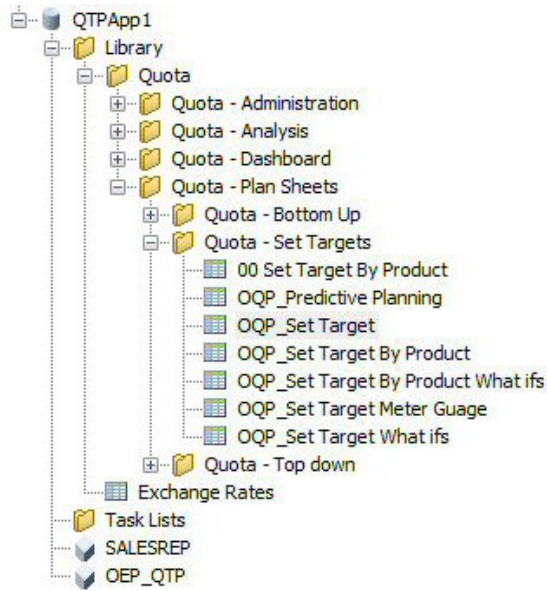 QTPApp1
Library
Quota
Quota - Administration
Quota - Analysis
Quota - Dashboard
Quota - Plan Sheets
Quota - Bottom Up
Quota - Set Targets
00 Set Target By Product
OQP_Predictive Planning
OQP_Set Target
OQP_Set Target By Product
OQP_Set Target By Product What ifs
OQP_Set Target Meter Guage
OQP_Set Target What ifs
Quota - Top down
Exchange Rates
Task Lists
SALESREP
OEP_QTP